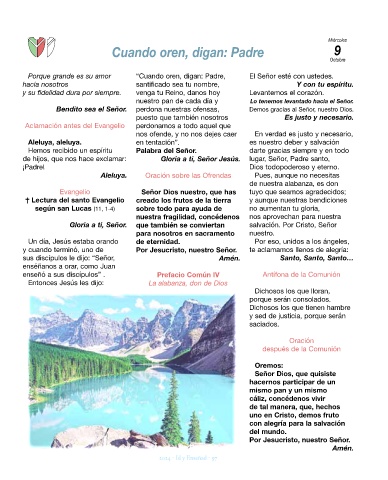 Cuando oren, digan: Padre
Miércoles
9
Octubre
Porque grande es su amor
hacia nosotros
y su fidelidad dura por siempre.
Bendito sea el Señor.
Aclamación antes del Evangelio
Aleluya, aleluya.
Hemos recibido un espíritu
de hijos, que nos hace exclamar:
¡Padre!
Aleluya.
Evangelio
† Lectura del santo Evangelio
según san Lucas (11, 1-4)
Gloria a ti, Señor.
Un día, Jesús estaba orando
y cuando terminó, uno de
sus discípulos le dijo: “Señor,
enséñanos a orar, como Juan
enseñó a sus discípulos” .
Entonces Jesús les dijo:
“Cuando oren, digan: Padre,
santificado sea tu nombre,
venga tu Reino, danos hoy
nuestro pan de cada día y
perdona nuestras ofensas,
puesto que también nosotros
perdonamos a todo aquel que
nos ofende, y no nos dejes caer
en tentación”.
Palabra del Señor.
Gloria a ti, Señor Jesús.
Oración sobre las Ofrendas
Señor Dios nuestro, que has
creado los frutos de la tierra
sobre todo para ayuda de
nuestra fragilidad, concédenos
que también se conviertan
para nosotros en sacramento
de eternidad.
Por Jesucristo, nuestro Señor.
Amén.
Prefacio Común IV
La alabanza, don de Dios
El Señor esté con ustedes.
Y con tu espíritu.
Levantemos el corazón.
Lo tenemos levantado hacia el Señor.
Demos gracias al Señor, nuestro Dios.
Es justo y necesario.
En verdad es justo y necesario,
es nuestro deber y salvación
darte gracias siempre y en todo
lugar, Señor, Padre santo,
Dios todopoderoso y eterno.
Pues, aunque no necesitas
de nuestra alabanza, es don
tuyo que seamos agradecidos;
y aunque nuestras bendiciones
no aumentan tu gloria,
nos aprovechan para nuestra
salvación. Por Cristo, Señor
nuestro.
Por eso, unidos a los ángeles,
te aclamamos llenos de alegría:
Santo, Santo, Santo…
Antífona de la Comunión
Dichosos los que lloran,
porque serán consolados.
Dichosos los que tienen hambre
y sed de justicia, porque serán
saciados.
Oración
después de la Comunión
Oremos:
Señor Dios, que quisiste
hacernos participar de un
mismo pan y un mismo
cáliz, concédenos vivir
de tal manera, que, hechos
uno en Cristo, demos fruto
con alegría para la salvación
del mundo.
Por Jesucristo, nuestro Señor.
Amén.